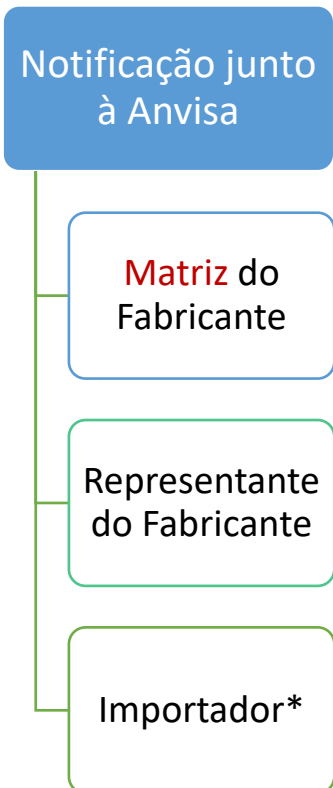 Notificação junto
à Anvisa
Matriz do
Fabricante
Representante
do Fabricante
Importador*